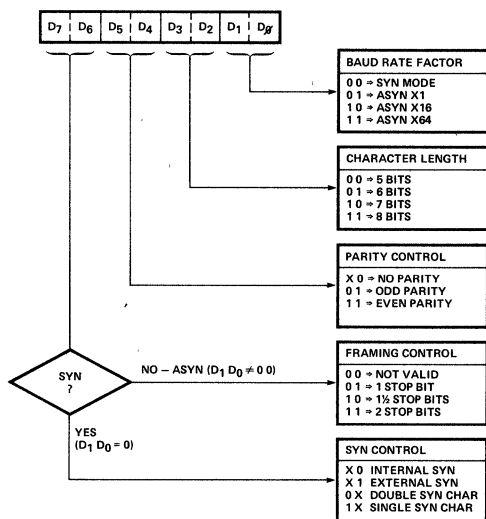 D7 D6 D5 D4 D3 D2 D1 D0
BAUD RATE FACTOR
0 0 ⇒ SYN MODE
0 1 ⇒ ASYN X1
1 0 ⇒ ASYN X16
1 1 ⇒ ASYN X64
CHARACTER LENGTH
0 0 ⇒ 5 BITS
0 1 ⇒ 6 BITS
1 0 ⇒ 7 BITS
1 1 ⇒ 8 BITS
PARITY CONTROL
X 0 ⇒ NO PARITY
0 1 ⇒ ODD PARITY
1 1 ⇒ EVEN PARITY
SYN
?
NO – ASYN (D1 D0 ≠ 0 0)
FRAMING CONTROL
0 0 ⇒ NOT VALID
0 1 ⇒ 1 STOP BIT
1 0 ⇒ 1½ STOP BITS
1 1 ⇒ 2 STOP BITS
YES
(D1 D0 = 0)
SYN CONTROL
X 0 INTERNAL SYN
X 1 EXTERNAL SYN
0 X DOUBLE SYN CHAR
1 X SINGLE SYN CHAR